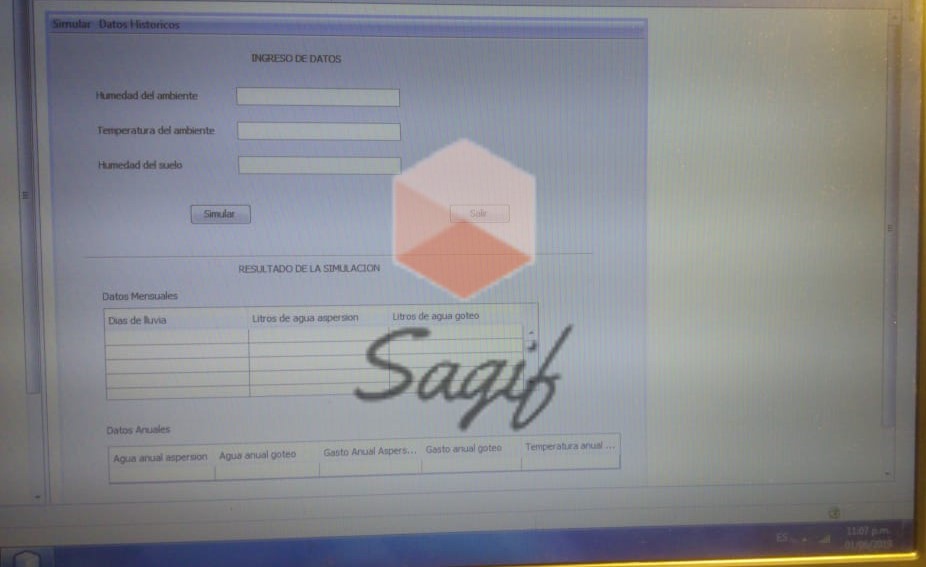 Simular Datos Historicos
INGRESO DE DATOS
Humedad del ambiente
Temperatura del ambiente
Humedad del suelo
Simular Salir
RESULTADO DE LA SIMULACION
Datos Mensuales
Dias de lluvia Litros de agua aspersion Litros de agua goteo
Sagif
Datos Anuales
Agua anual aspersion Agua anual goteo Gasto Anual Aspers... Gasto anual goteo Temperatura anual ...
ES 11:07 p.m.